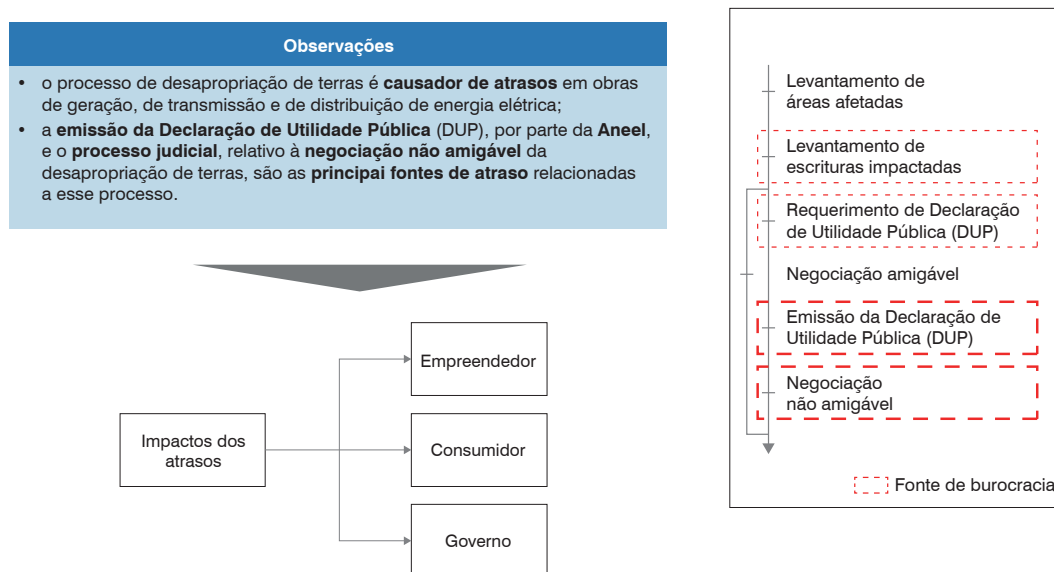 Observações
• o processo de desapropriação de terras é causador de atrasos em obras
de geração, de transmissão e de distribuição de energia elétrica;
• a emissão da Declaração de Utilidade Pública (DUP), por parte da Aneel,
e o processo judicial, relativo à negociação não amigável da
desapropriação de terras, são as principai fontes de atraso relacionadas
a esse processo.
Impactos dos
atrasos
Empreendedor
Consumidor
Governo
Levantamento de
áreas afetadas
Levantamento de
escrituras impactadas
Requerimento de Declaração
de Utilidade Pública (DUP)
Negociação amigável
Emissão da Declaração de
Utilidade Pública (DUP)
Negociação
não amigável
Fonte de burocracia